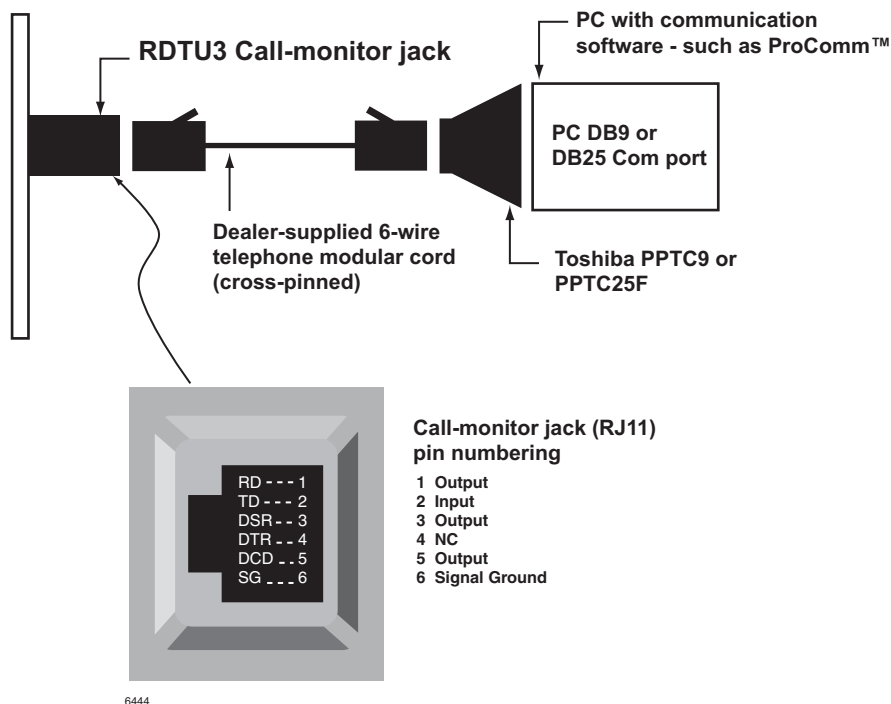 PC with communication
software - such as ProComm™
RDTU3 Call-monitor jack
PC DB9 or
DB25 Com port
Dealer-supplied 6-wire
telephone modular cord
(cross-pinned)
Toshiba PPTC9 or
PPTC25F
Call-monitor jack (RJ11)
pin numbering
1 Output
2 Input
3 Output
4 NC
5 Output
6 Signal Ground
RD - - - 1
TD - - - 2
DSR - - 3
DTR - - 4
DCD - - 5
SG - - - 6
6444